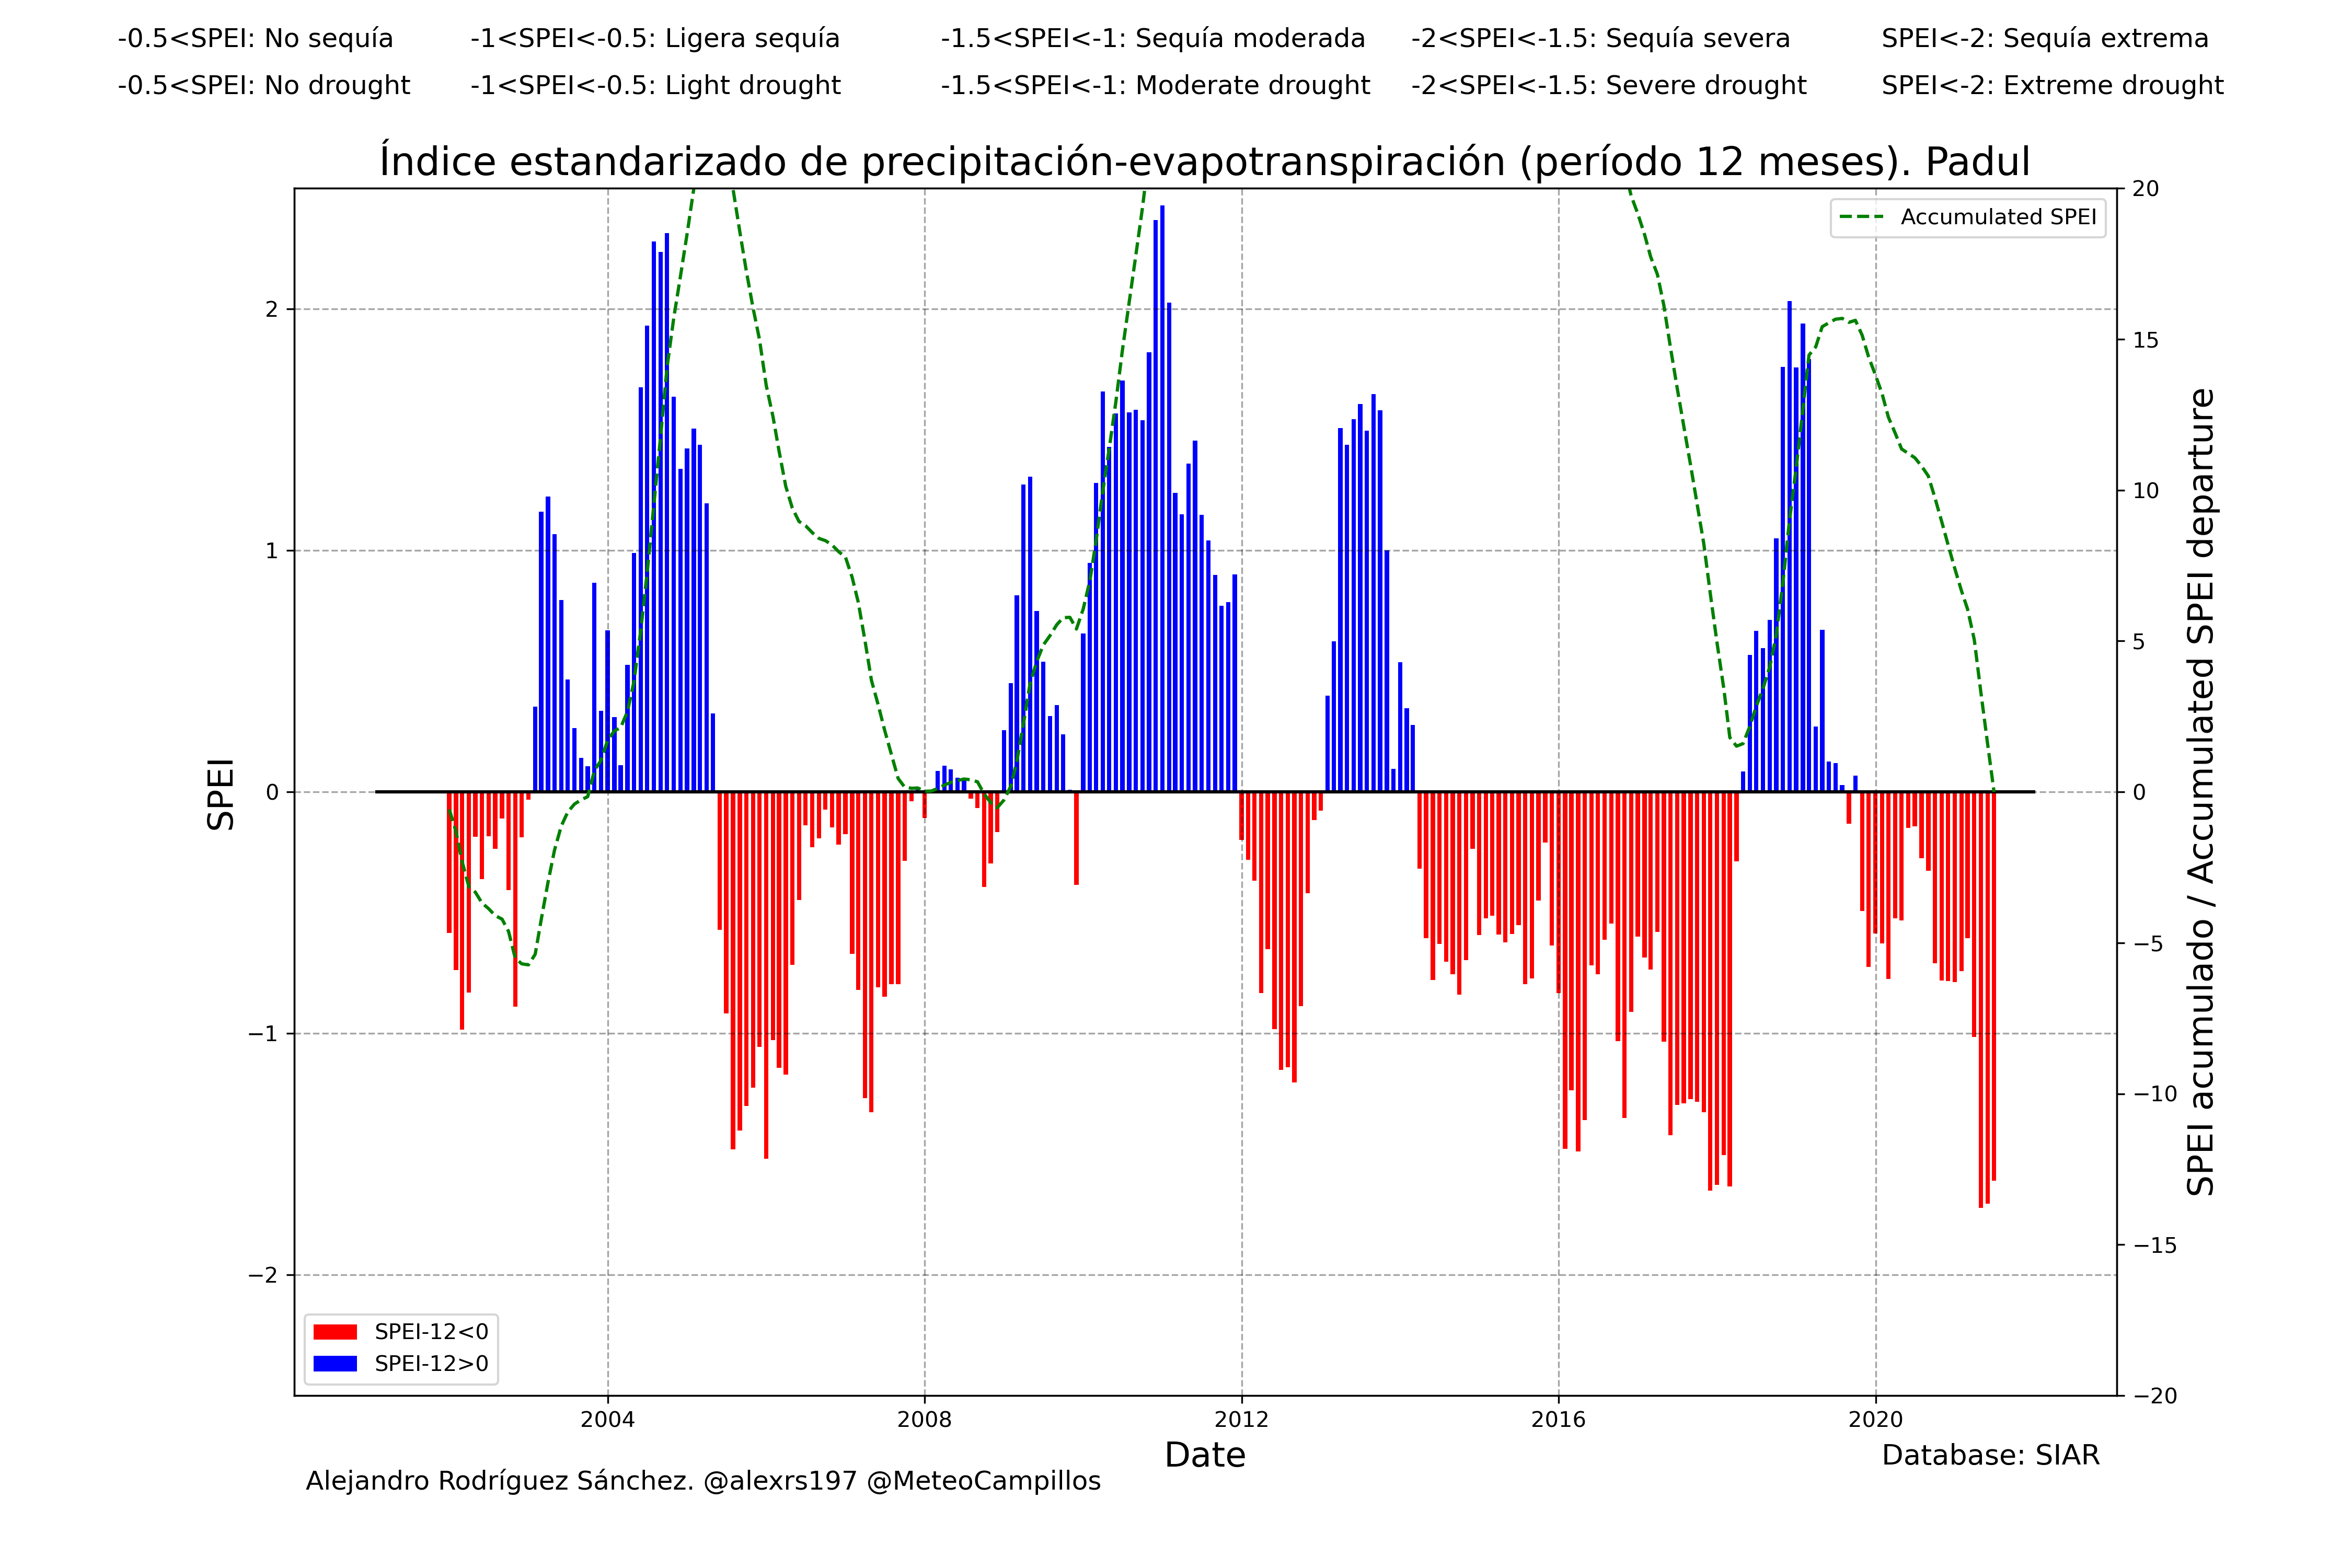 -0.5<SPEI: No sequía -1<SPEI<-0.5: Ligera sequía -1.5<SPEI<-1: Sequía moderada -2<SPEI<-1.5: Sequía severa SPEI<-2: Sequía extrema
-0.5<SPEI: No drought -1<SPEI<-0.5: Light drought -1.5<SPEI<-1: Moderate drought -2<SPEI<-1.5: Severe drought SPEI<-2: Extreme drought
Índice estandarizado de precipitación-evapotranspiración (período 12 meses). Padul
Accumulated SPEI
SPEI
2
1
0
−1
−2
20
15
10
5
0
−5
−10
−15
−20
SPEI acumulado / Accumulated SPEI departure
SPEI-12<0
SPEI-12>0
2004 2008 2012 2016 2020
Date
Database: SIAR
Alejandro Rodríguez Sánchez. @alexrs197 @MeteoCampillos